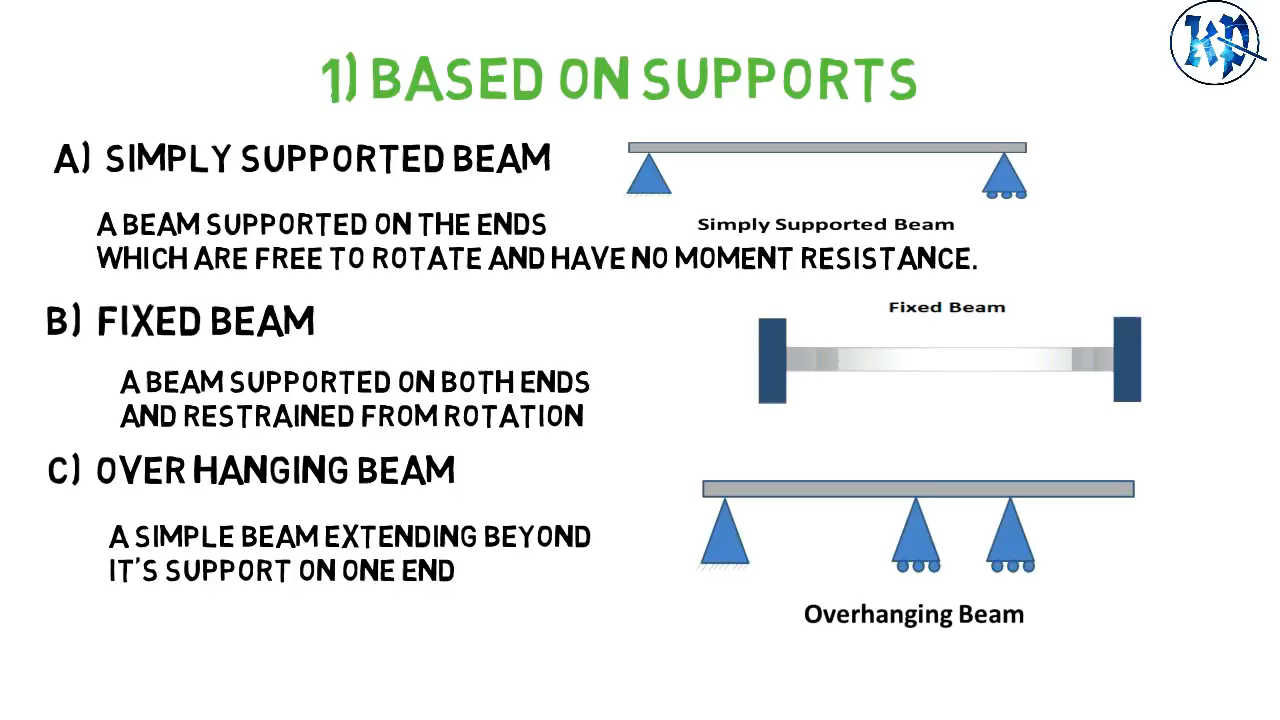 KP
1) BASED ON SUPPORTS
A) SIMPLY SUPPORTED BEAM
A BEAM SUPPORTED ON THE ENDS
Simply Supported Beam
WHICH ARE FREE TO ROTATE AND HAVE NO MOMENT RESISTANCE.
B) FIXED BEAM
Fixed Beam
A BEAM SUPPORTED ON BOTH ENDS
AND RESTRAINED FROM ROTATION
C) OVER HANGING BEAM
A SIMPLE BEAM EXTENDING BEYOND
IT'S SUPPORT ON ONE END
Overhanging Beam